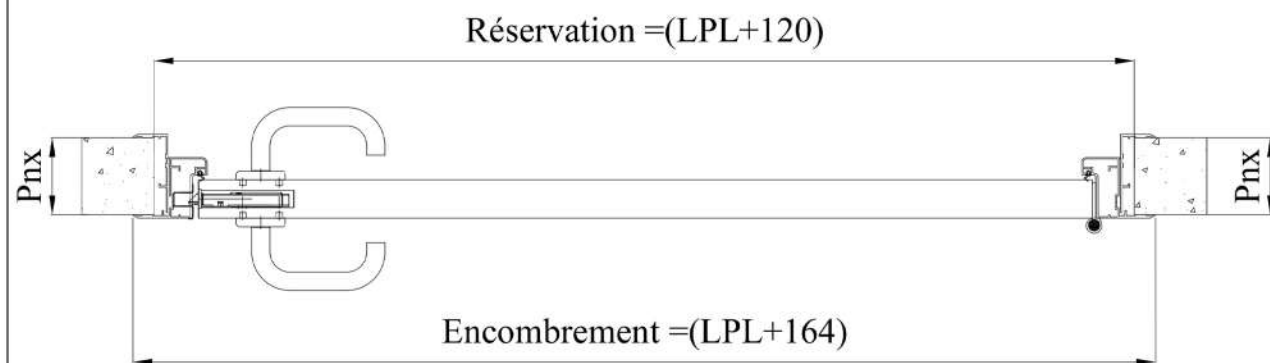 Réservation =(LPL+120)
Pnx
Pnx
Encombrement =(LPL+164)